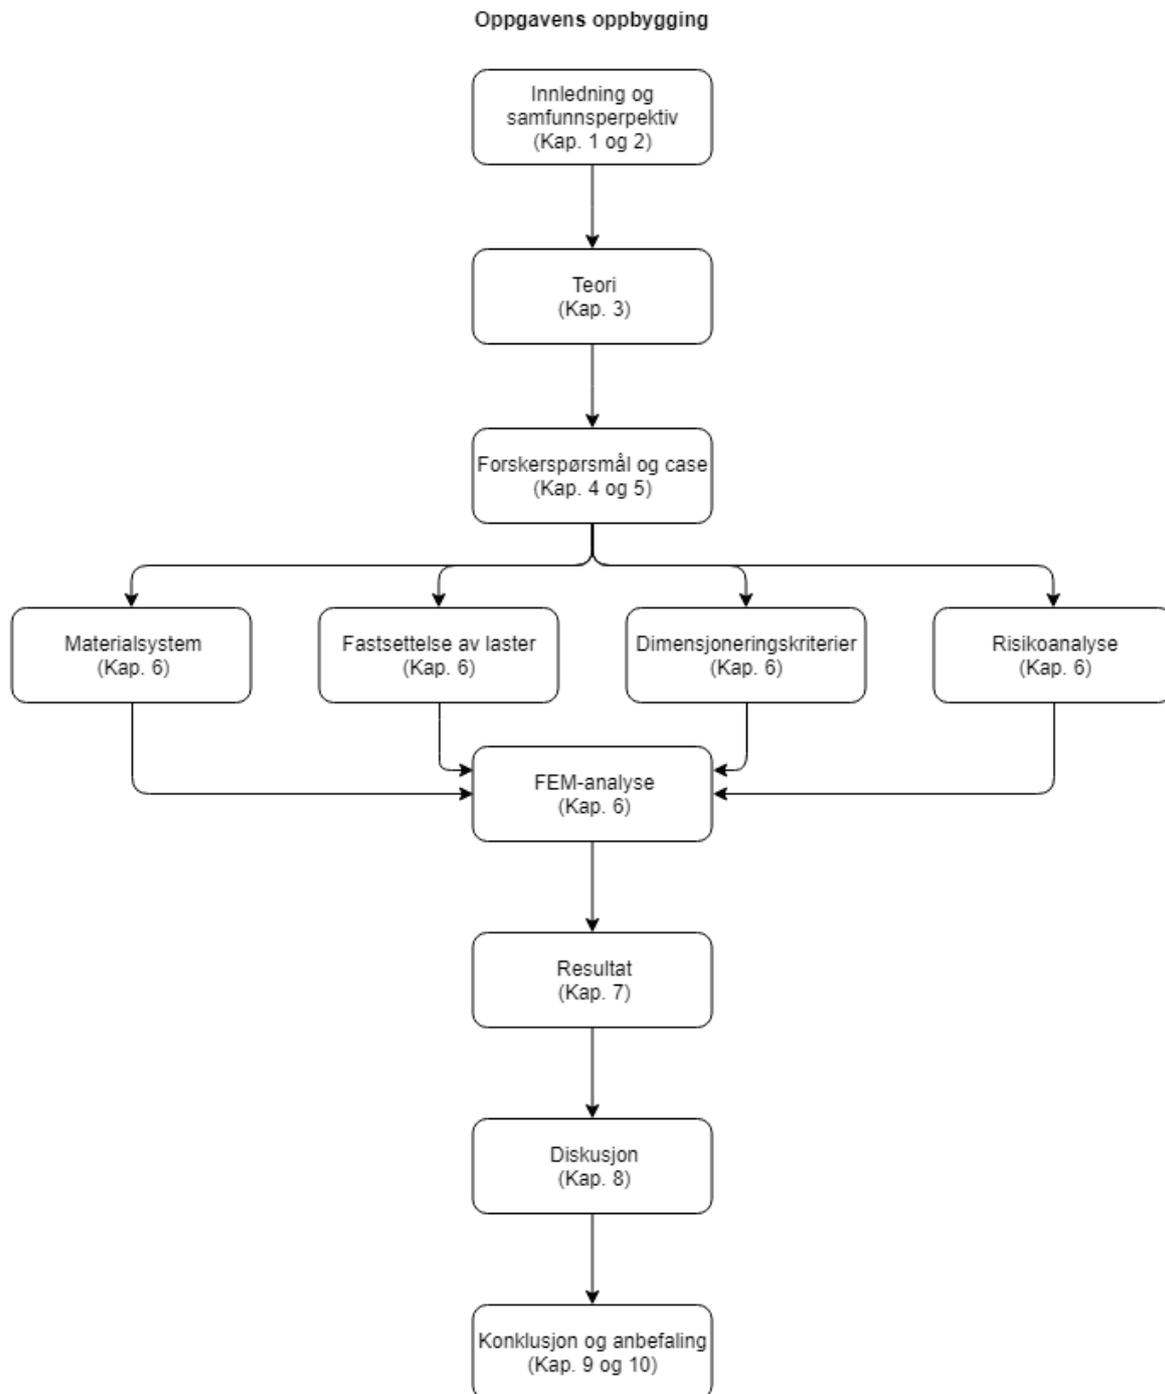 Oppgavens oppbygging
Innledning og
samfunnsperpektiv
(Kap. 1 og 2)
Teori
(Kap. 3)
Forskerspørsmål og case
(Kap. 4 og 5)
Materialsystem
(Kap. 6)
Fastsettelse av laster
(Kap. 6)
Dimensjoneringskriterier
(Kap. 6)
Risikoanalyse
(Kap. 6)
FEM-analyse
(Kap. 6)
Resultat
(Kap. 7)
Diskusjon
(Kap. 8)
Konklusjon og anbefaling
(Kap. 9 og 10)